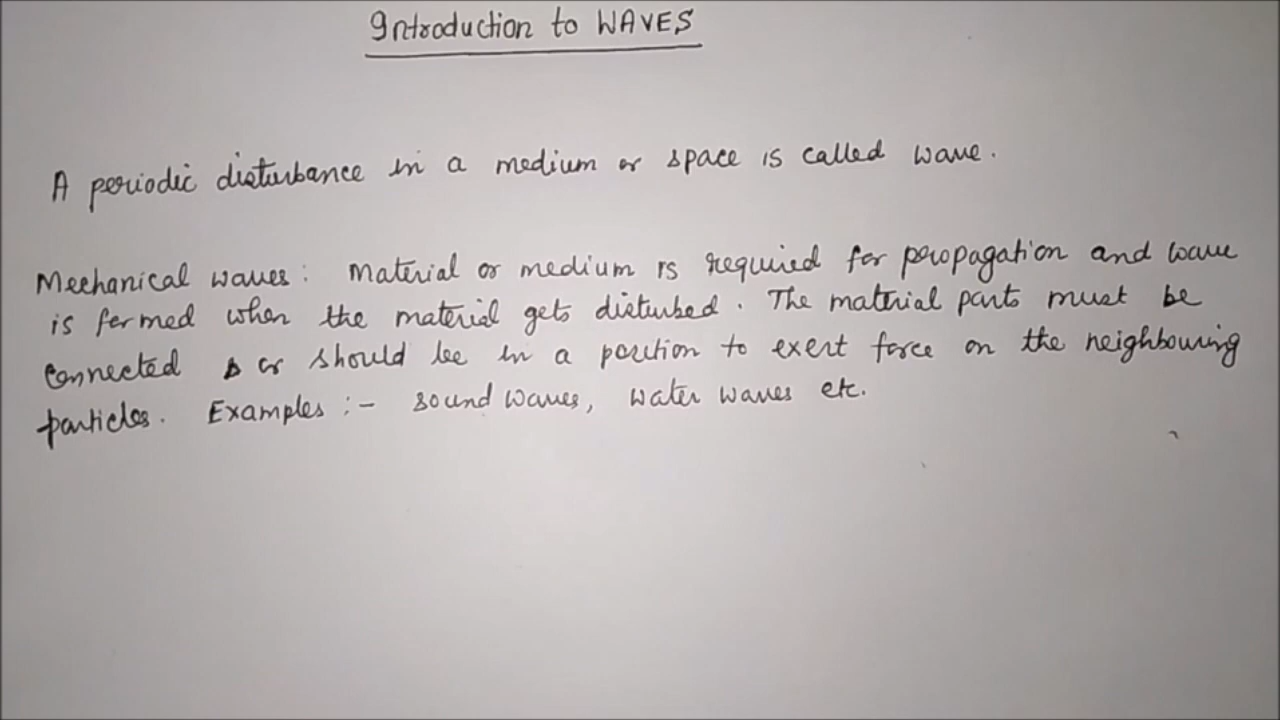 Introduction to WAVES
A periodic disturbance in a medium or space is called wave.
Mechanical waves: Material or medium is required for propagation and wave
is formed when the material gets disturbed. The material parts must be
connected or should be in a position to exert force on the neighbouring
particles. Examples :- sound waves, water waves etc.